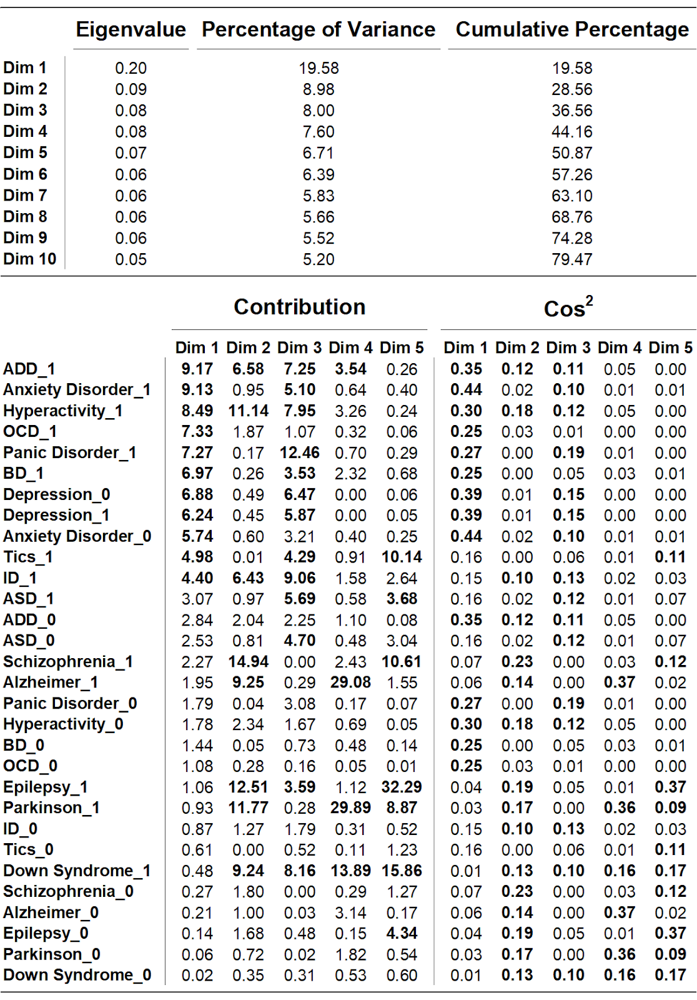 Eigenvalue Percentage of Variance Cumulative Percentage
Dim 1 0.20 19.58 19.58
Dim 2 0.09 8.98 28.56
Dim 3 0.08 8.00 36.56
Dim 4 0.08 7.60 44.16
Dim 5 0.07 6.71 50.87
Dim 6 0.06 6.39 57.26
Dim 7 0.06 5.83 63.10
Dim 8 0.06 5.66 68.76
Dim 9 0.06 5.52 74.28
Dim 10 0.05 5.20 79.47
Contribution Cos²
Dim 1 Dim 2 Dim 3 Dim 4 Dim 5 Dim 1 Dim 2 Dim 3 Dim 4 Dim 5
ADD_1 9.17 6.58 7.25 3.54 0.26 0.35 0.12 0.11 0.05 0.00
Anxiety Disorder_1 9.13 0.95 5.10 0.64 0.40 0.44 0.02 0.10 0.01 0.01
Hyperactivity_1 8.49 11.14 7.95 3.26 0.24 0.30 0.18 0.12 0.05 0.00
OCD_1 7.33 1.87 1.07 0.32 0.06 0.25 0.03 0.01 0.00 0.00
Panic Disorder_1 7.27 0.17 12.46 0.70 0.29 0.27 0.00 0.19 0.01 0.00
BD_1 6.97 0.26 3.53 2.32 0.68 0.25 0.00 0.05 0.03 0.01
Depression_0 6.88 0.49 6.47 0.00 0.06 0.39 0.01 0.15 0.00 0.00
Depression_1 6.24 0.45 5.87 0.00 0.05 0.39 0.01 0.15 0.00 0.00
Anxiety Disorder_0 5.74 0.60 3.21 0.40 0.25 0.44 0.02 0.10 0.01 0.01
Tics_1 4.98 0.01 4.29 0.91 10.14 0.16 0.00 0.06 0.01 0.11
ID_1 4.40 6.43 9.06 1.58 2.64 0.15 0.10 0.13 0.02 0.03
ASD_1 3.07 0.97 5.69 0.58 3.68 0.16 0.02 0.12 0.01 0.07
ADD_0 2.84 2.04 2.25 1.10 0.08 0.35 0.12 0.11 0.05 0.00
ASD_0 2.53 0.81 4.70 0.48 3.04 0.16 0.02 0.12 0.01 0.07
Schizophrenia_1 2.27 14.94 0.00 2.43 10.61 0.07 0.23 0.00 0.03 0.12
Alzheimer_1 1.95 9.25 0.29 29.08 1.55 0.06 0.14 0.00 0.37 0.02
Panic Disorder_0 1.79 0.04 3.08 0.17 0.07 0.27 0.00 0.19 0.01 0.00
Hyperactivity_0 1.78 2.34 1.67 0.69 0.05 0.30 0.18 0.12 0.05 0.00
BD_0 1.44 0.05 0.73 0.48 0.14 0.25 0.00 0.05 0.03 0.01
OCD_0 1.08 0.28 0.16 0.05 0.01 0.25 0.03 0.01 0.00 0.00
Epilepsy_1 1.06 12.51 3.59 1.12 32.29 0.04 0.19 0.05 0.01 0.37
Parkinson_1 0.93 11.77 0.28 29.89 8.87 0.03 0.17 0.00 0.36 0.09
ID_0 0.87 1.27 1.79 0.31 0.52 0.15 0.10 0.13 0.02 0.03
Tics_0 0.61 0.00 0.52 0.11 1.23 0.16 0.00 0.06 0.01 0.11
Down Syndrome_1 0.48 9.24 8.16 13.89 15.86 0.01 0.13 0.10 0.16 0.17
Schizophrenia_0 0.27 1.80 0.00 0.29 1.27 0.07 0.23 0.00 0.03 0.12
Alzheimer_0 0.21 1.00 0.03 3.14 0.17 0.06 0.14 0.00 0.37 0.02
Epilepsy_0 0.14 1.68 0.48 0.15 4.34 0.04 0.19 0.05 0.01 0.37
Parkinson_0 0.06 0.72 0.02 1.82 0.54 0.03 0.17 0.00 0.36 0.09
Down Syndrome_0 0.02 0.35 0.31 0.53 0.60 0.01 0.13 0.10 0.16 0.17